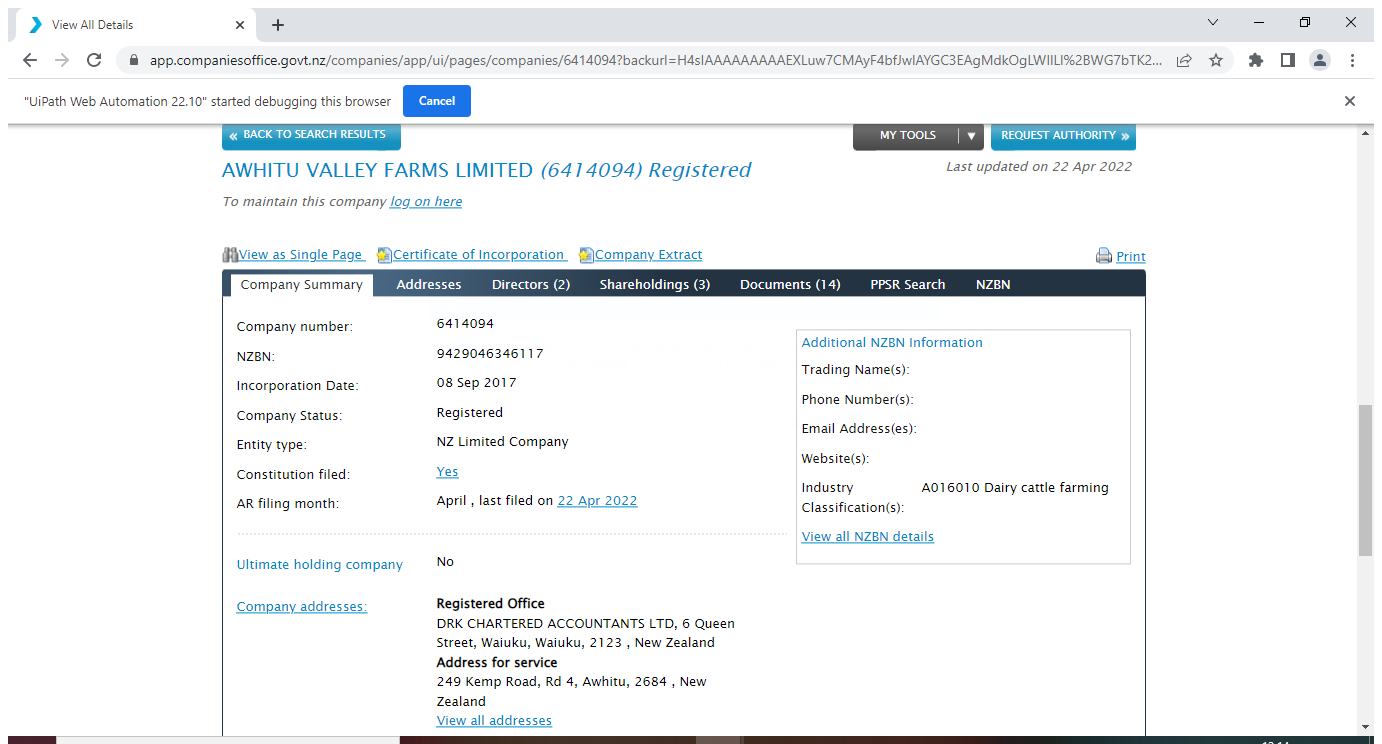 View All Details
app.companiesoffice.govt.nz/companies/app/ui/pages/companies/6414094?backurl=H4sIAAAAAAAAAEXLuw7CMAyF4bfJwlAYGC3EAgMdkOgLWIlLI%2BWG7bTK2...
"UiPath Web Automation 22.10" started debugging this browser
Cancel
« BACK TO SEARCH RESULTS
MY TOOLS
REQUEST AUTHORITY »
AWHITU VALLEY FARMS LIMITED (6414094) Registered
Last updated on 22 Apr 2022
To maintain this company log on here
View as Single Page Certificate of Incorporation Company Extract
Print
Company Summary Addresses Directors (2) Shareholdings (3) Documents (14) PPSR Search NZBN
Company number: 6414094
NZBN: 9429046346117
Incorporation Date: 08 Sep 2017
Company Status: Registered
Entity type: NZ Limited Company
Constitution filed: Yes
AR filing month: April , last filed on 22 Apr 2022
Additional NZBN Information
Trading Name(s):
Phone Number(s):
Email Address(es):
Website(s):
Industry A016010 Dairy cattle farming
Classification(s):
View all NZBN details
Ultimate holding company No
Company addresses: Registered Office
DRK CHARTERED ACCOUNTANTS LTD, 6 Queen
Street, Waiuku, Waiuku, 2123 , New Zealand
Address for service
249 Kemp Road, Rd 4, Awhitu, 2684 , New
Zealand
View all addresses